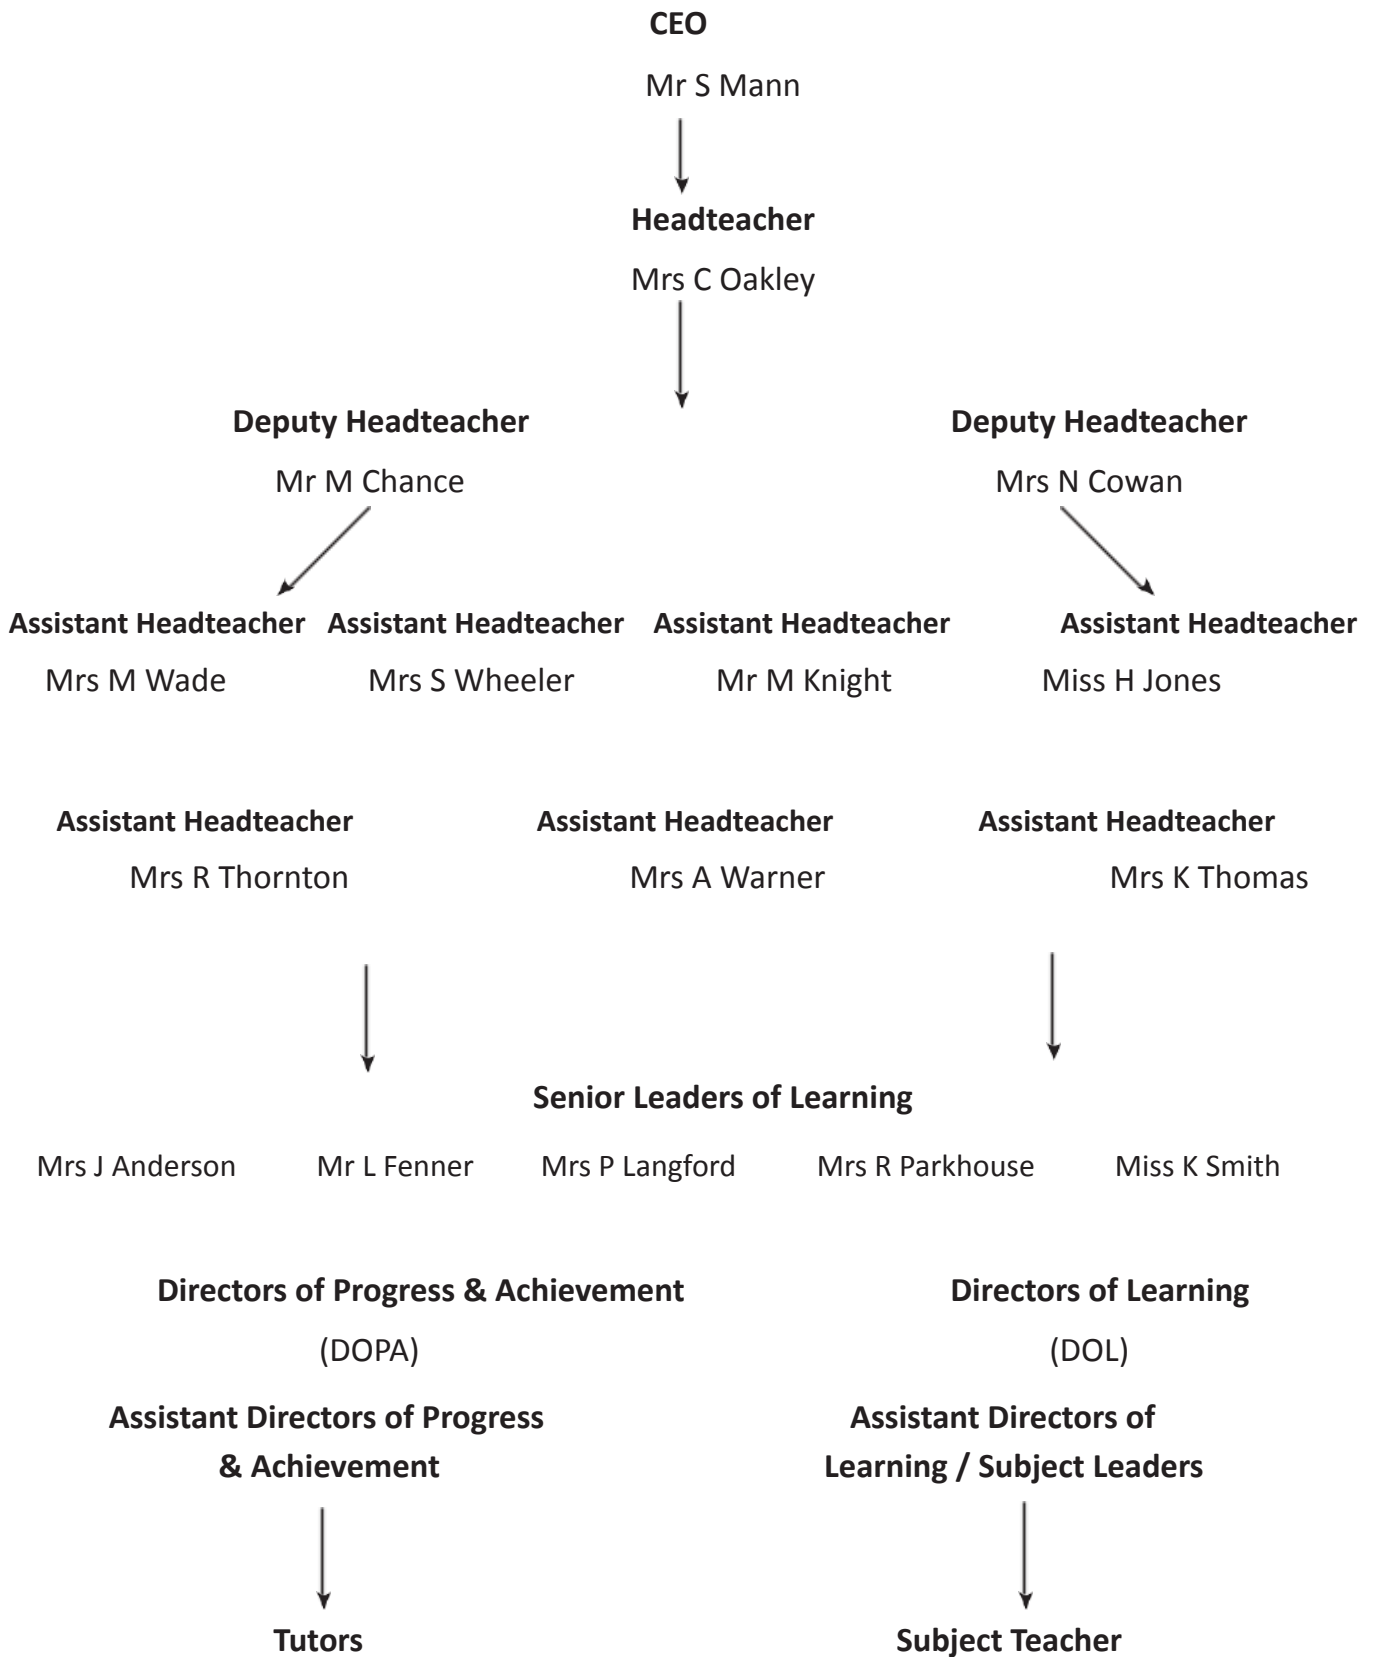 CEO
Mr S Mann
Headteacher
Mrs C Oakley
Deputy Headteacher Deputy Headteacher
Mr M Chance Mrs N Cowan
Assistant Headteacher Assistant Headteacher Assistant Headteacher Assistant Headteacher
Mrs M Wade Mrs S Wheeler Mr M Knight Miss H Jones
Assistant Headteacher Assistant Headteacher Assistant Headteacher
Mrs R Thornton Mrs A Warner Mrs K Thomas
Senior Leaders of Learning
Mrs J Anderson Mr L Fenner Mrs P Langford Mrs R Parkhouse Miss K Smith
Directors of Progress & Achievement Directors of Learning
(DOPA) (DOL)
Assistant Directors of Progress Assistant Directors of
& Achievement Learning / Subject Leaders
Tutors Subject Teacher